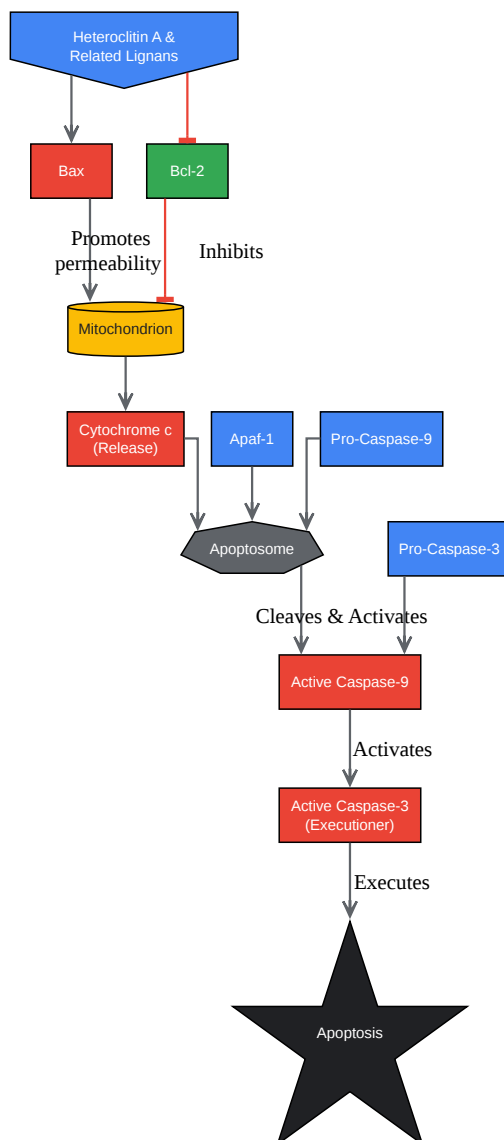 Heteroclitin A &
Related Lignans
Bax
Bcl-2
Promotes
permeability
Inhibits
Mitochondrion
Cytochrome c
(Release)
Apaf-1
Pro-Caspase-9
Apoptosome
Pro-Caspase-3
Cleaves & Activates
Active Caspase-9
Activates
Active Caspase-3
(Executioner)
Executes
Apoptosis